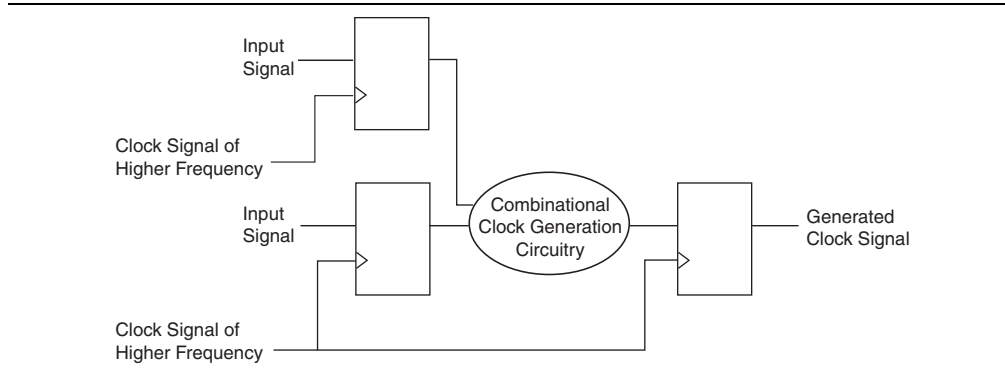 Input
Signal
Clock Signal of
Higher Frequency
Input
Signal
Combinational
Clock Generation
Circuitry
Generated
Clock Signal
Clock Signal of
Higher Frequency